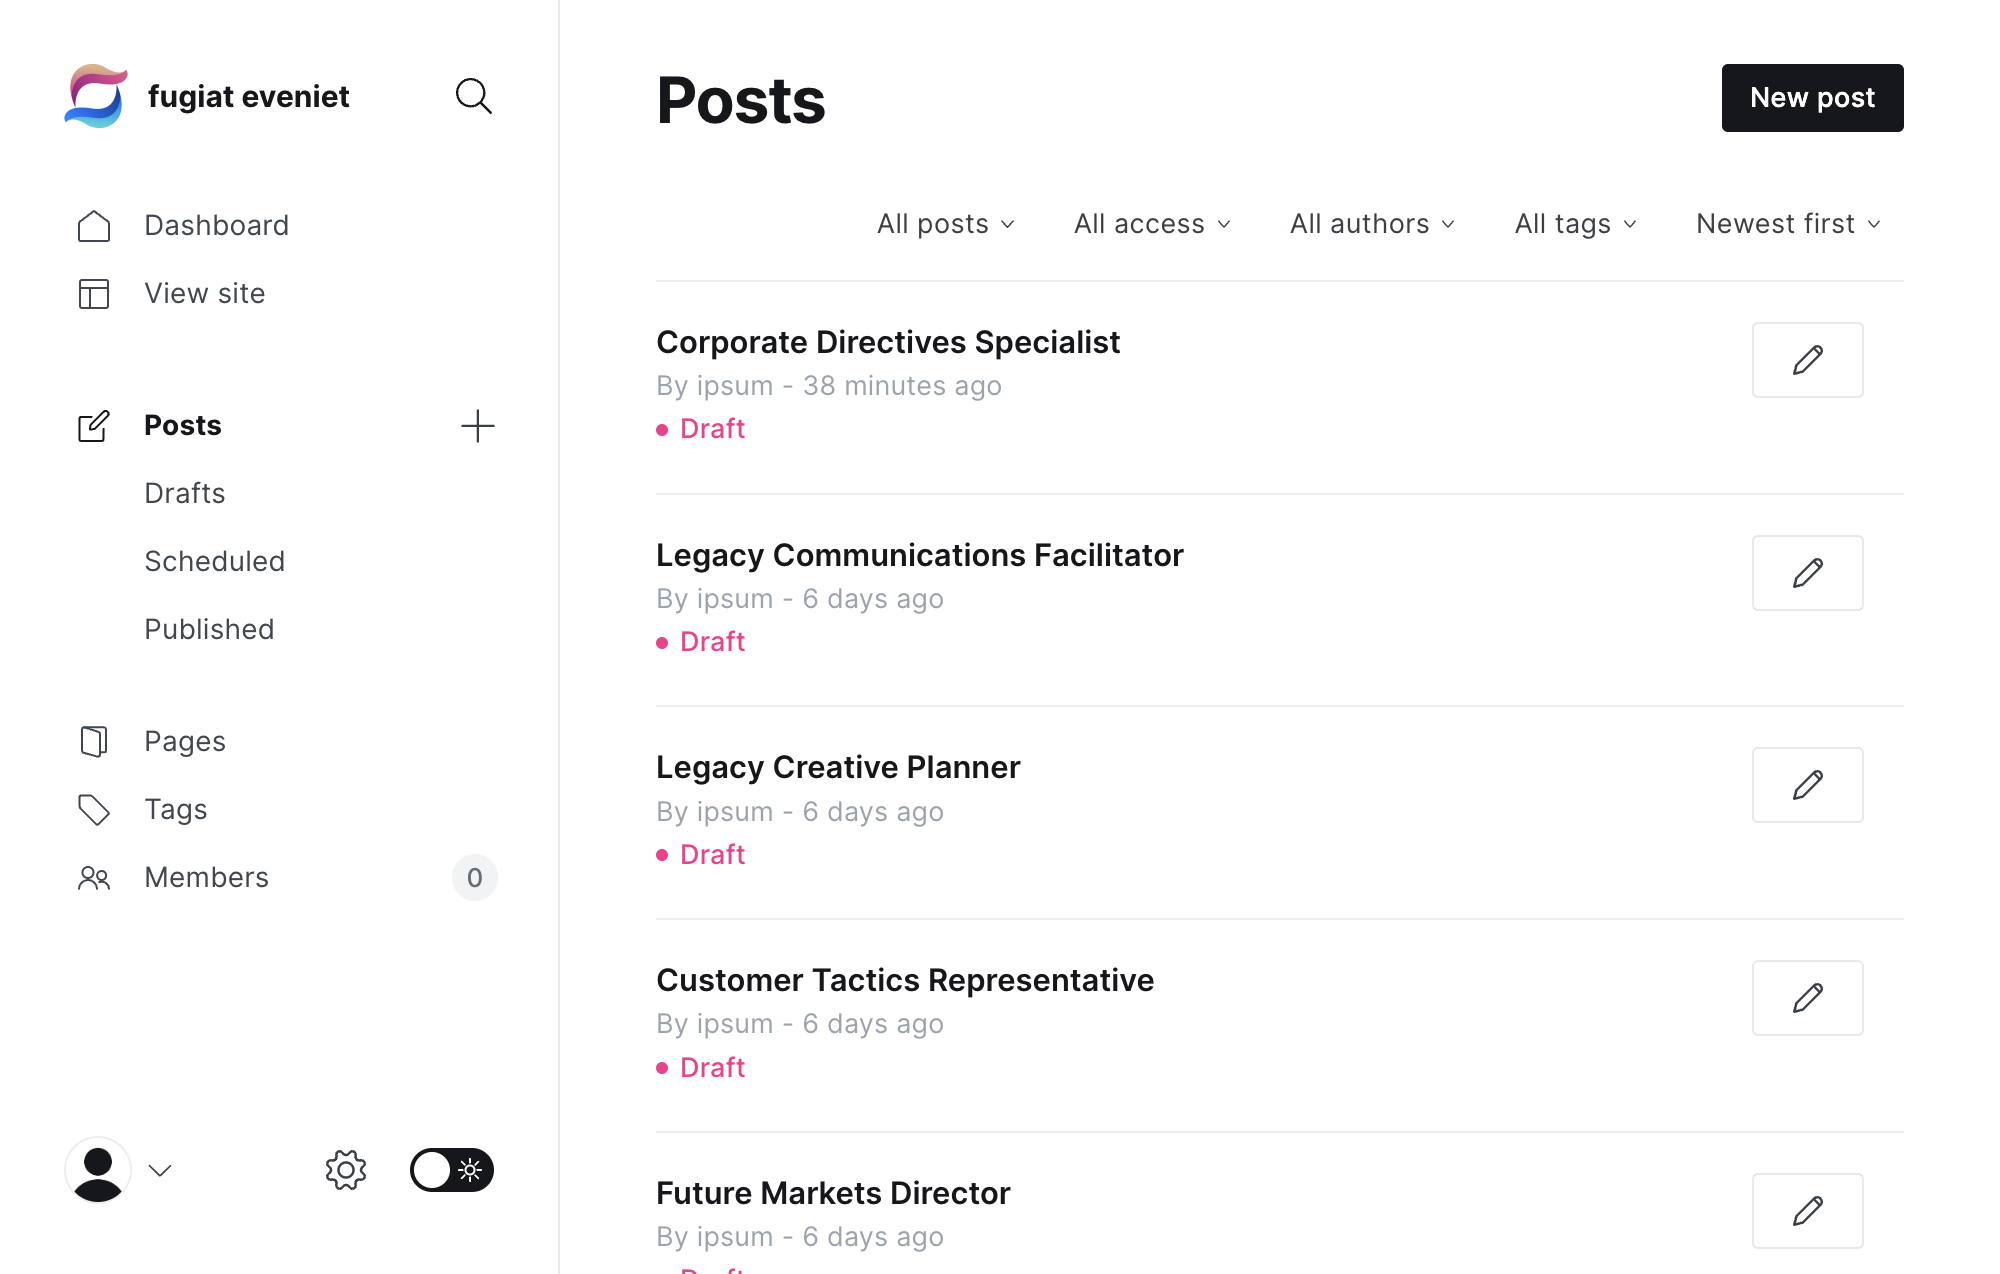 fugiat eveniet
Dashboard
View site
Posts
Drafts
Scheduled
Published
Pages
Tags
Members 0
Posts
New post
All posts All access All authors All tags Newest first
Corporate Directives Specialist
By ipsum - 38 minutes ago
Draft
Legacy Communications Facilitator
By ipsum - 6 days ago
Draft
Legacy Creative Planner
By ipsum - 6 days ago
Draft
Customer Tactics Representative
By ipsum - 6 days ago
Draft
Future Markets Director
By ipsum - 6 days ago
Draft